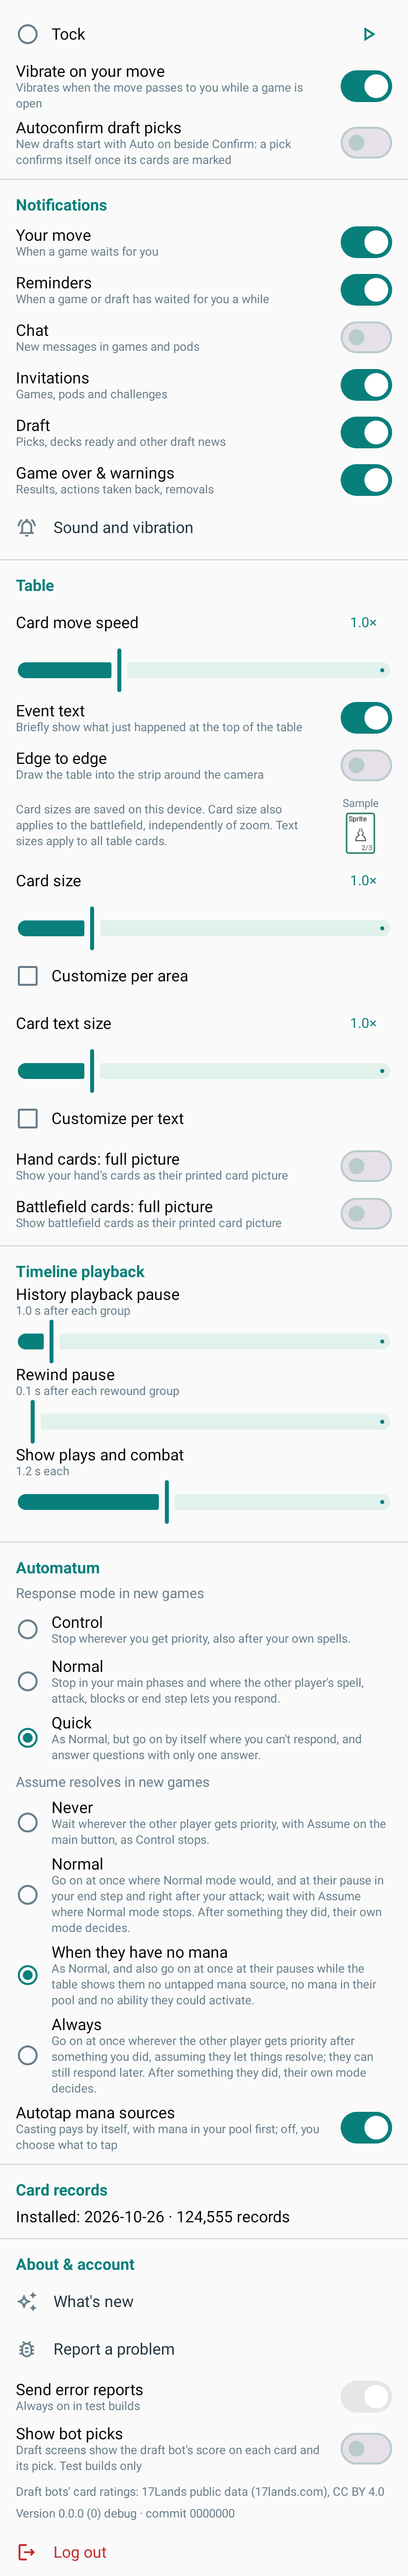 Tock
Vibrate on your move
Vibrates when the move passes to you while a game is
open
Autoconfirm draft picks
New drafts start with Auto on beside Confirm: a pick
confirms itself once its cards are marked
Notifications
Your move
When a game waits for you
Reminders
When a game or draft has waited for you a while
Chat
New messages in games and pods
Invitations
Games, pods and challenges
Draft
Picks, decks ready and other draft news
Game over & warnings
Results, actions taken back, removals
Sound and vibration
Table
Card move speed
1.0×
Event text
Briefly show what just happened at the top of the table
Edge to edge
Draw the table into the strip around the camera
Card sizes are saved on this device. Card size also
applies to the battlefield, independently of zoom. Text
sizes apply to all table cards.
Sample
Sprite
2/3
Card size
1.0×
Customize per area
Card text size
1.0×
Customize per text
Hand cards: full picture
Show your hand's cards as their printed card picture
Battlefield cards: full picture
Show battlefield cards as their printed card picture
Timeline playback
History playback pause
1.0 s after each group
Rewind pause
0.1 s after each rewound group
Show plays and combat
1.2 s each
Automatum
Response mode in new games
Control
Stop wherever you get priority, also after your own spells.
Normal
Stop in your main phases and where the other player's spell,
attack, blocks or end step lets you respond.
Quick
As Normal, but go on by itself where you can't respond, and
answer questions with only one answer.
Assume resolves in new games
Never
Wait wherever the other player gets priority, with Assume on the
main button, as Control stops.
Normal
Go on at once where Normal mode would, and at their pause in
your end step and right after your attack; wait with Assume
where Normal mode stops. After something they did, their own
mode decides.
When they have no mana
As Normal, and also go on at once at their pauses while the
table shows them no untapped mana source, no mana in their
pool and no ability they could activate.
Always
Go on at once wherever the other player gets priority after
something you did, assuming they let things resolve; they can
still respond later. After something they did, their own mode
decides.
Autotap mana sources
Casting pays by itself, with mana in your pool first; off, you
choose what to tap
Card records
Installed: 2026-10-26 · 124,555 records
About & account
What's new
Report a problem
Send error reports
Always on in test builds
Show bot picks
Draft screens show the draft bot's score on each card and
its pick. Test builds only
Draft bots' card ratings: 17Lands public data (17lands.com), CC BY 4.0
Version 0.0.0 (0) debug · commit 0000000
Log out